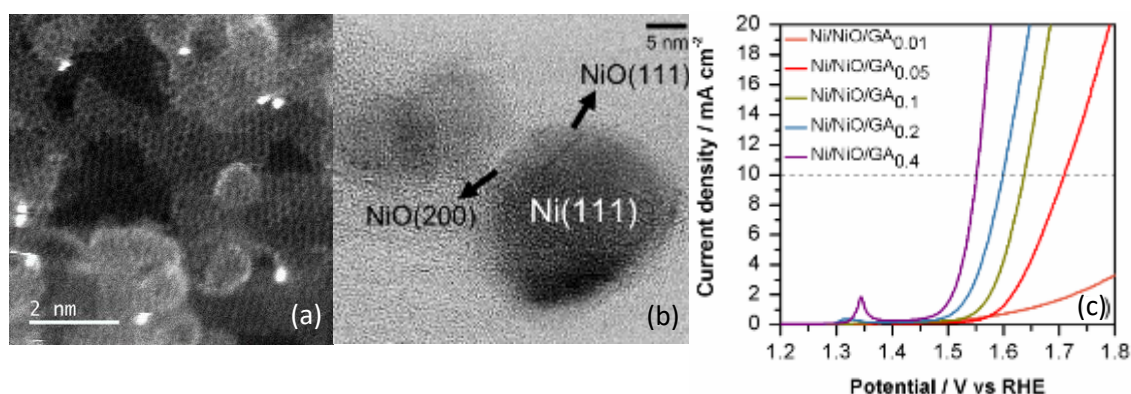 2 nm
(a)
5 nm
NiO(111)
NiO(200)
Ni(111)
(b)
20
18
16
14
12
10
8
6
4
2
0
Current density / mA cm-2
Ni/NiO/GA0.01
Ni/NiO/GA0.05
Ni/NiO/GA0.1
Ni/NiO/GA0.2
Ni/NiO/GA0.4
(c)
1.2 1.3 1.4 1.5 1.6 1.7 1.8
Potential / V vs RHE